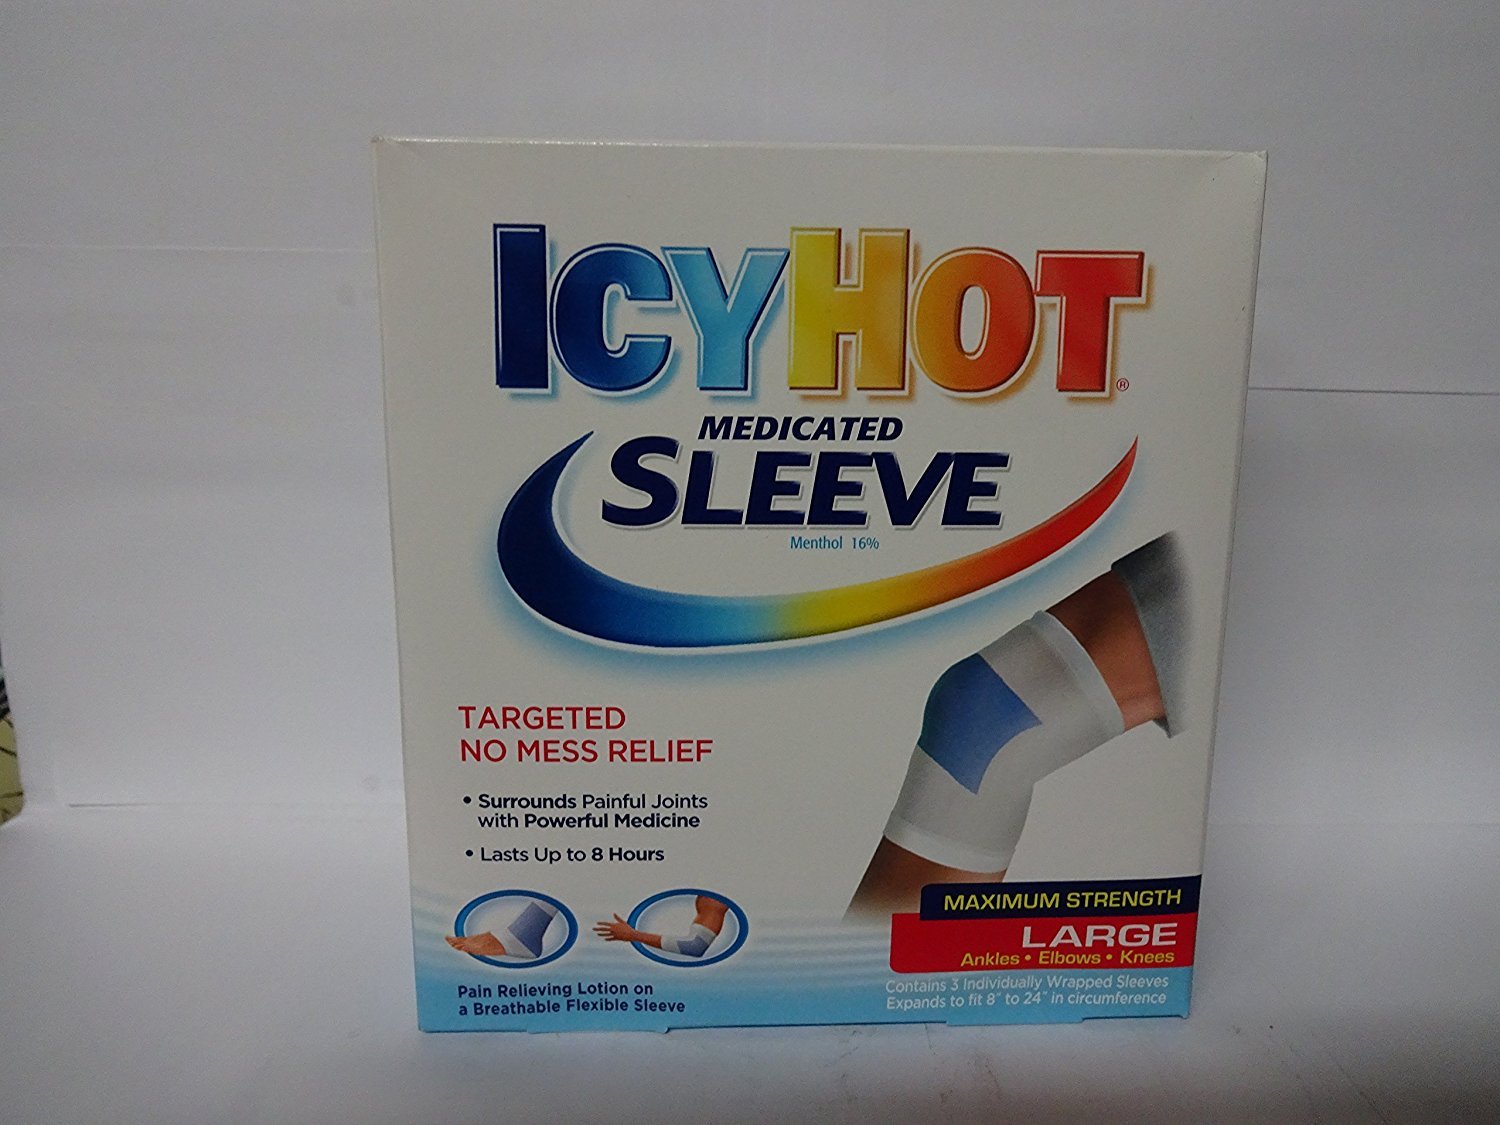 ICYHOT®
MEDICATED
SLEEVE
Menthol 16%
TARGETED
NO MESS RELIEF
• Surrounds Painful Joints
with Powerful Medicine
• Lasts Up to 8 Hours
Pain Relieving Lotion on
a Breathable Flexible Sleeve
MAXIMUM STRENGTH
LARGE
Ankles • Elbows • Knees
Contains 3 Individually Wrapped Sleeves
Expands to fit 8" to 24" in circumference